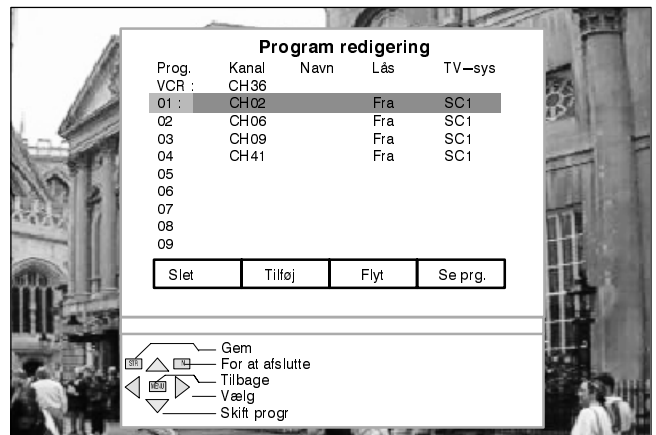 Program redigering
Prog. Kanal Navn Lås TV-sys
VCR : CH36
01 : CH02 Fra SC1
02 CH06 Fra SC1
03 CH09 Fra SC1
04 CH41 Fra SC1
05
06
07
08
09
Slet Tilføj Flyt Se prg.
Gem
STR N For at afslutte
MENU Tilbage
Vælg
Skift progr